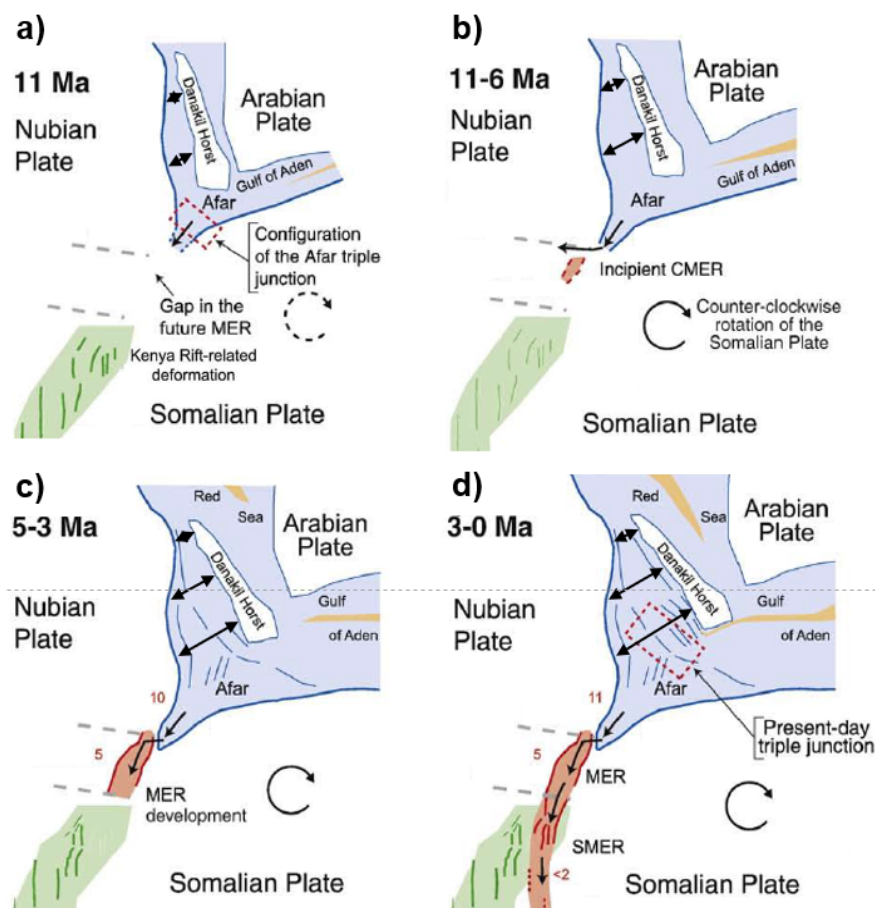 a)
11 Ma
Nubian
Plate
Arabian
Plate
Danakil Horst
Gulf of Aden
Afar
Configuration
of the Afar triple
junction
Gap in the
future MER
Kenya Rift-related
deformation
Somalian Plate
b)
11-6 Ma
Nubian
Plate
Arabian
Plate
Danakil Horst
Gulf of Aden
Afar
Incipient CMER
Counter-clockwise
rotation of the
Somalian Plate
Somalian Plate
c)
5-3 Ma
Red
Sea
Arabian
Plate
Danakil Horst
Nubian
Plate
Gulf
of Aden
Afar
10
5
MER
development
Somalian Plate
d)
3-0 Ma
Red
Sea
Arabian
Plate
Danakil Horst
Nubian
Plate
Gulf
of Aden
Afar
11
5
Present-day
triple junction
MER
SMER
<2
Somalian Plate